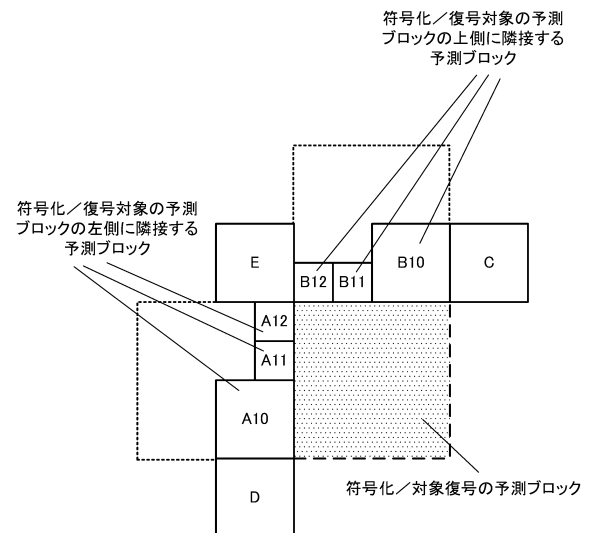 符号化／復号対象の予測
ブロックの上側に隣接する
予測ブロック
符号化／復号対象の予測
ブロックの左側に隣接する
予測ブロック
E
B12
B11
B10
C
A12
A11
A10
D
符号化／対象復号の予測ブロック